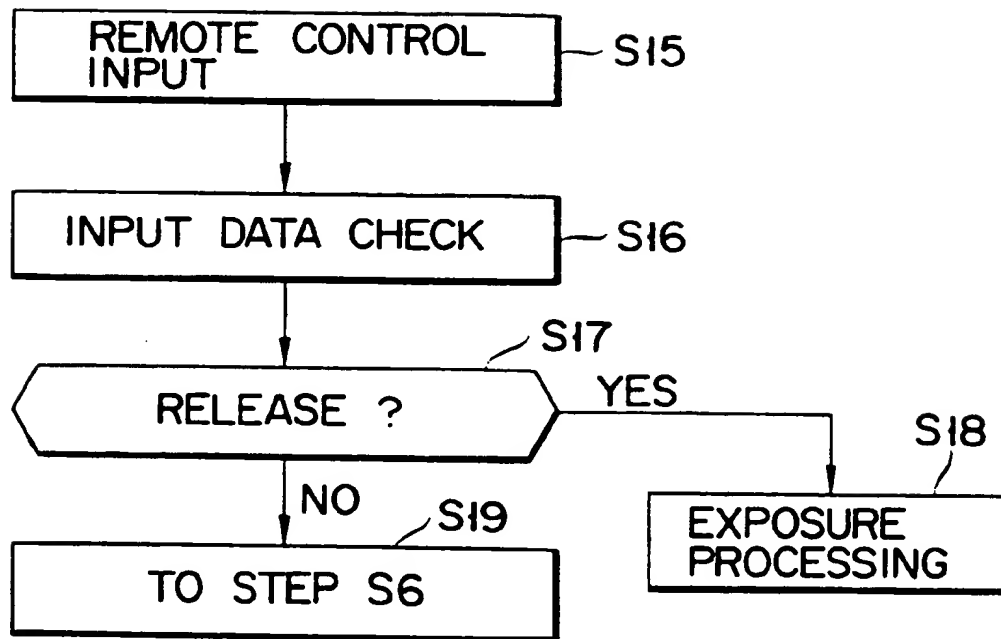 REMOTE CONTROL
INPUT
S15
INPUT DATA CHECK
S16
S17
RELEASE ?
YES
S18
NO
EXPOSURE
PROCESSING
S19
TO STEP S6